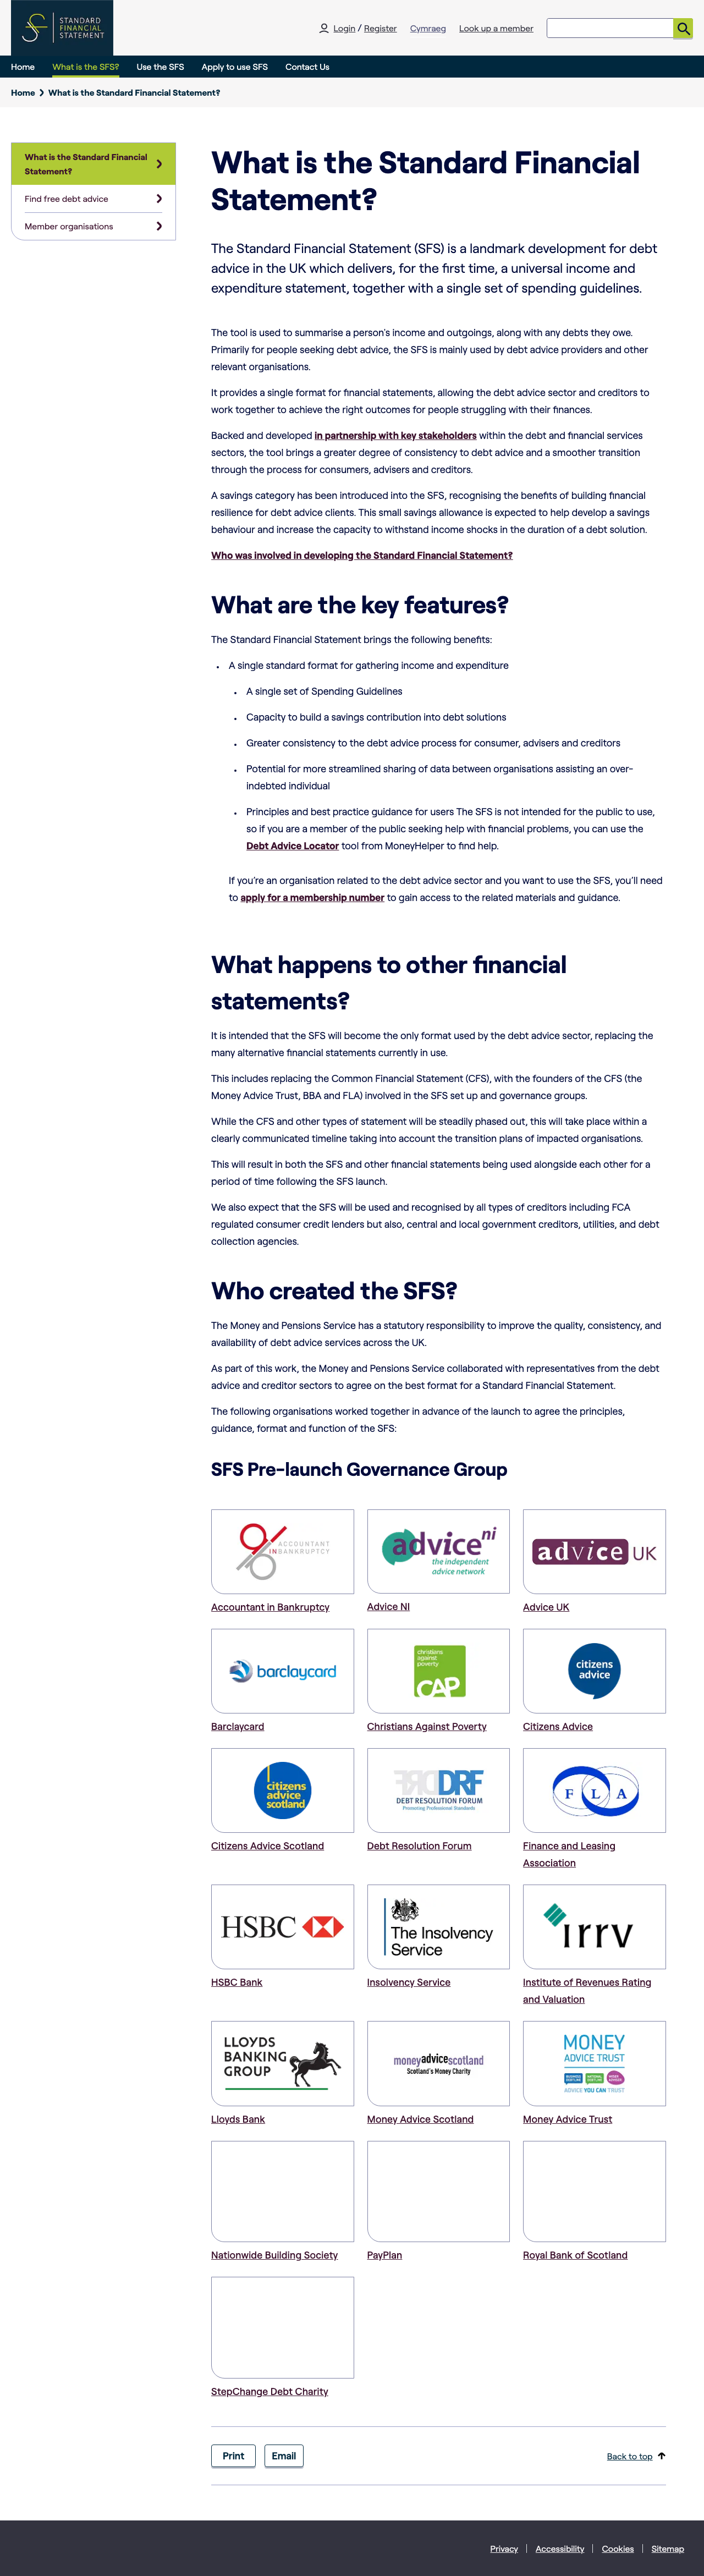 STANDARD
FINANCIAL
STATEMENT
Login / Register
Cymraeg
Look up a member
Home
What is the SFS?
Use the SFS
Apply to use SFS
Contact Us
Home
What is the Standard Financial Statement?
What is the Standard Financial
Statement?
Find free debt advice
Member organisations
What is the Standard Financial
Statement?
The Standard Financial Statement (SFS) is a landmark development for debt
advice in the UK which delivers, for the first time, a universal income and
expenditure statement, together with a single set of spending guidelines.
The tool is used to summarise a person's income and outgoings, along with any debts they owe.
Primarily for people seeking debt advice, the SFS is mainly used by debt advice providers and other
relevant organisations.
It provides a single format for financial statements, allowing the debt advice sector and creditors to
work together to achieve the right outcomes for people struggling with their finances.
Backed and developed in partnership with key stakeholders within the debt and financial services
sectors, the tool brings a greater degree of consistency to debt advice and a smoother transition
through the process for consumers, advisers and creditors.
A savings category has been introduced into the SFS, recognising the benefits of building financial
resilience for debt advice clients. This small savings allowance is expected to help develop a savings
behaviour and increase the capacity to withstand income shocks in the duration of a debt solution.
Who was involved in developing the Standard Financial Statement?
What are the key features?
The Standard Financial Statement brings the following benefits:
• A single standard format for gathering income and expenditure
• A single set of Spending Guidelines
• Capacity to build a savings contribution into debt solutions
• Greater consistency to the debt advice process for consumer, advisers and creditors
• Potential for more streamlined sharing of data between organisations assisting an over-
indebted individual
• Principles and best practice guidance for users The SFS is not intended for the public to use,
so if you are a member of the public seeking help with financial problems, you can use the
Debt Advice Locator tool from MoneyHelper to find help.
If you're an organisation related to the debt advice sector and you want to use the SFS, you'll need
to apply for a membership number to gain access to the related materials and guidance.
What happens to other financial
statements?
It is intended that the SFS will become the only format used by the debt advice sector, replacing the
many alternative financial statements currently in use.
This includes replacing the Common Financial Statement (CFS), with the founders of the CFS (the
Money Advice Trust, BBA and FLA) involved in the SFS set up and governance groups.
While the CFS and other types of statement will be steadily phased out, this will take place within a
clearly communicated timeline taking into account the transition plans of impacted organisations.
This will result in both the SFS and other financial statements being used alongside each other for a
period of time following the SFS launch.
We also expect that the SFS will be used and recognised by all types of creditors including FCA
regulated consumer credit lenders but also, central and local government creditors, utilities, and debt
collection agencies.
Who created the SFS?
The Money and Pensions Service has a statutory responsibility to improve the quality, consistency, and
availability of debt advice services across the UK.
As part of this work, the Money and Pensions Service collaborated with representatives from the debt
advice and creditor sectors to agree on the best format for a Standard Financial Statement.
The following organisations worked together in advance of the launch to agree the principles,
guidance, format and function of the SFS:
SFS Pre-launch Governance Group
ACCOUNTANT
IN BANKRUPTCY
advice ni
the independent
advice network
advice UK
Accountant in Bankruptcy
Advice NI
Advice UK
barclaycard
christians
against
poverty
CAP
citizens
advice
Barclaycard
Christians Against Poverty
Citizens Advice
citizens
advice
scotland
DRF
DEBT RESOLUTION FORUM
Promoting Professional Standards
F L A
Citizens Advice Scotland
Debt Resolution Forum
Finance and Leasing
Association
HSBC
The Insolvency
Service
irrv
HSBC Bank
Insolvency Service
Institute of Revenues Rating
and Valuation
LLOYDS
BANKING
GROUP
moneyadvicescotland
Scotland's Money Charity
MONEY
ADVICE TRUST
ADVICE YOU CAN TRUST
Lloyds Bank
Money Advice Scotland
Money Advice Trust
Nationwide Building Society
PayPlan
Royal Bank of Scotland
StepChange Debt Charity
Print
Email
Back to top
Privacy
Accessibility
Cookies
Sitemap